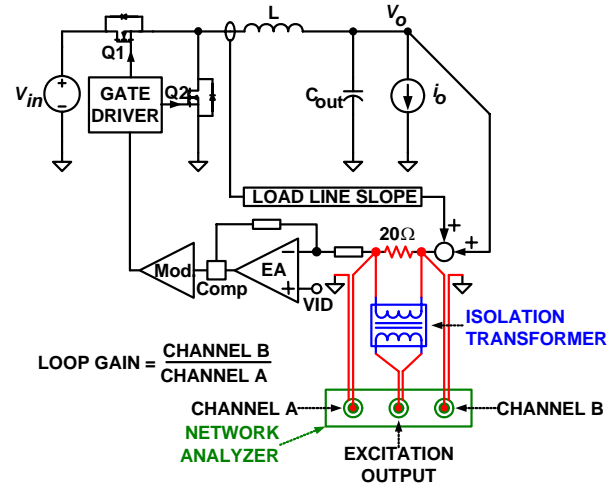 L
Vo
Q1
Vin
+
−
GATE
DRIVER
Q2
Cout
io
LOAD LINE SLOPE
+
+
20Ω
−
EA
+
Mod
Comp
VID
ISOLATION
TRANSFORMER
LOOP GAIN = CHANNEL B
CHANNEL A
CHANNEL A
CHANNEL B
NETWORK
ANALYZER
EXCITATION
OUTPUT